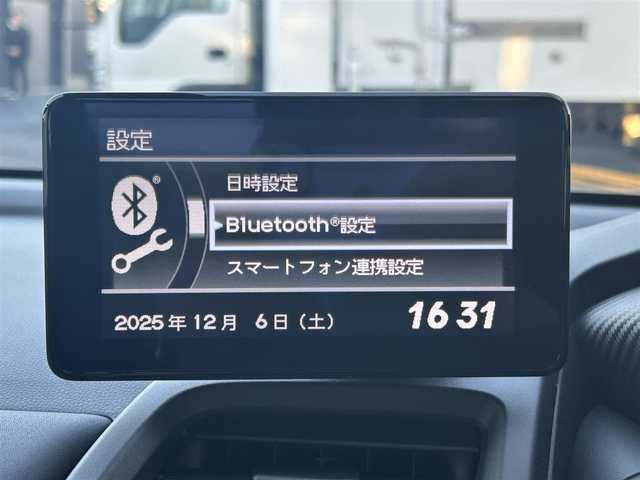 設定
日時設定
Bluetooth®設定
スマートフォン連携設定
2025年12月 6日(土) 16 31